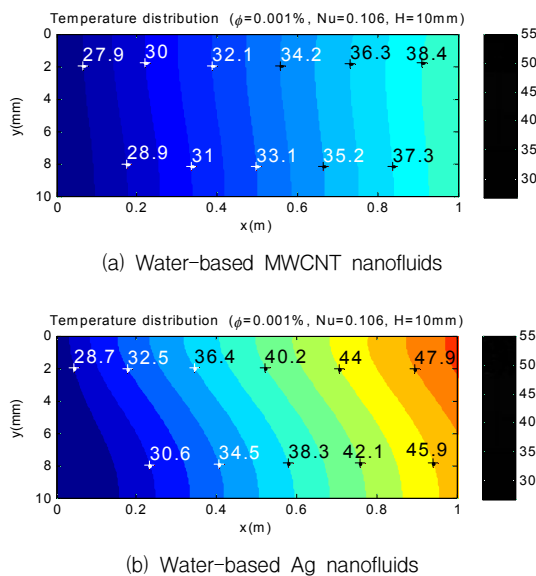 Temperature distribution (ϕ=0.001%, Nu=0.106, H=10mm)
27.9 30 32.1 34.2 36.3 38.4
28.9 31 33.1 35.2 37.3
y(mm)
0
2
4
6
8
10
0 0.2 0.4 0.6 0.8 1
x(m)
55
50
45
40
35
30
(a) Water-based MWCNT nanofluids
Temperature distribution (ϕ=0.001%, Nu=0.106, H=10mm)
28.7 32.5 36.4 40.2 44 47.9
30.6 34.5 38.3 42.1 45.9
y(mm)
0
2
4
6
8
10
0 0.2 0.4 0.6 0.8 1
x(m)
55
50
45
40
35
30
(b) Water-based Ag nanofluids